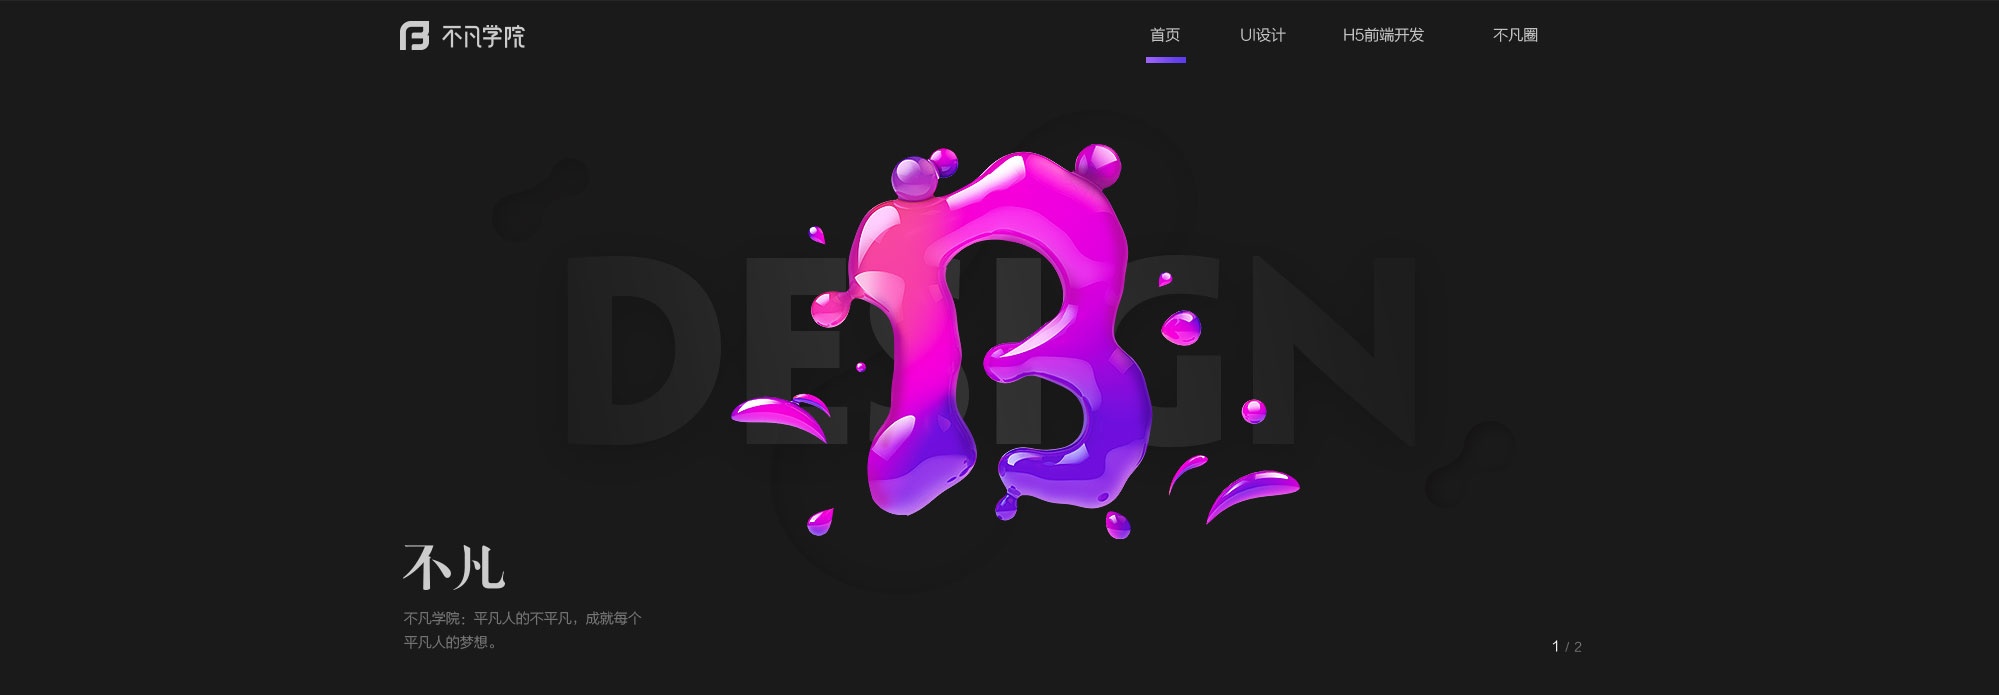 不凡学院
首页
UI设计
H5前端开发
不凡圈
DESIGN
不凡
不凡学院：平凡人的不平凡，成就每个
平凡人的梦想。
1 / 2